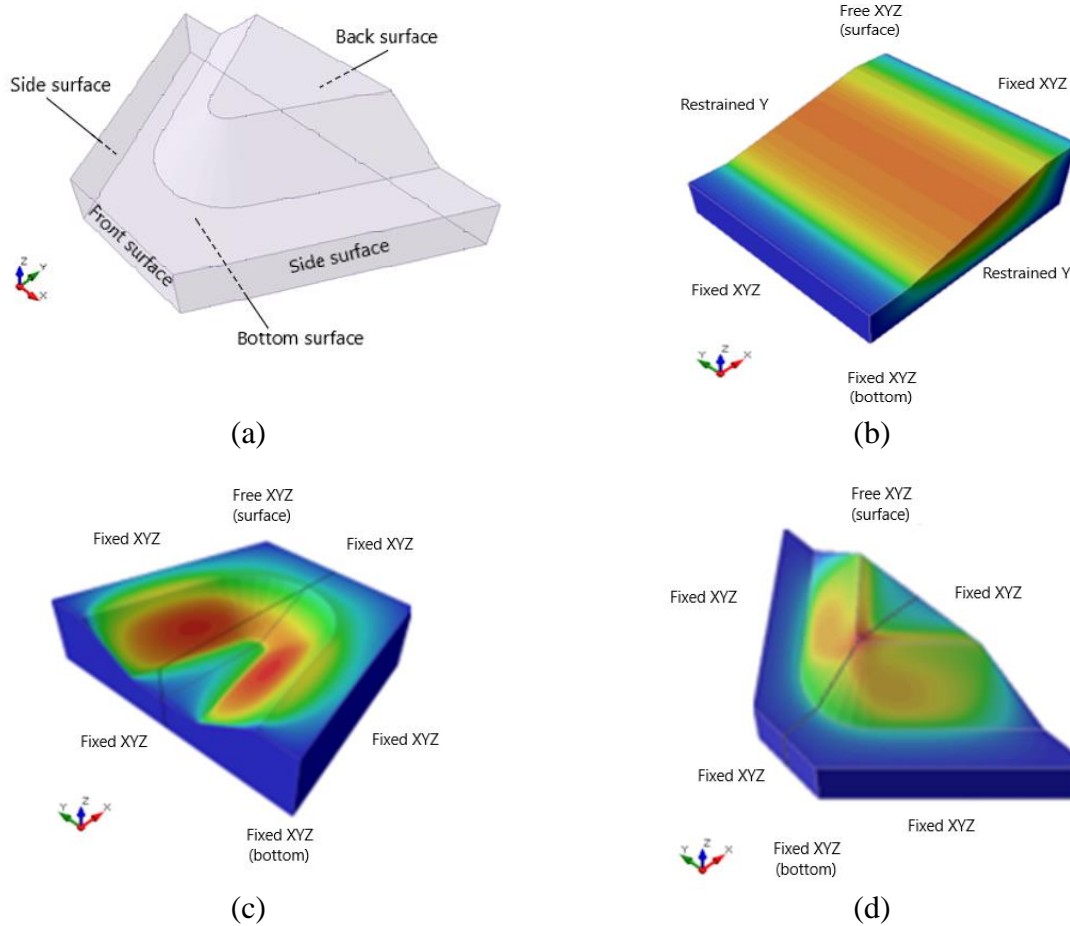 Back surface
Side surface
Front surface
Side surface
Bottom surface
Z
Y
X
(a)
Free XYZ
(surface)
Fixed XYZ
Restrained Y
Restrained Y
Fixed XYZ
Y
Z
X
Fixed XYZ
(bottom)
(b)
Free XYZ
(surface)
Fixed XYZ
Fixed XYZ
Fixed XYZ
Fixed XYZ
Y
Z
X
Fixed XYZ
(bottom)
(c)
Free XYZ
(surface)
Fixed XYZ
Fixed XYZ
Fixed XYZ
Fixed XYZ
Y
Z
X
Fixed XYZ
(bottom)
(d)